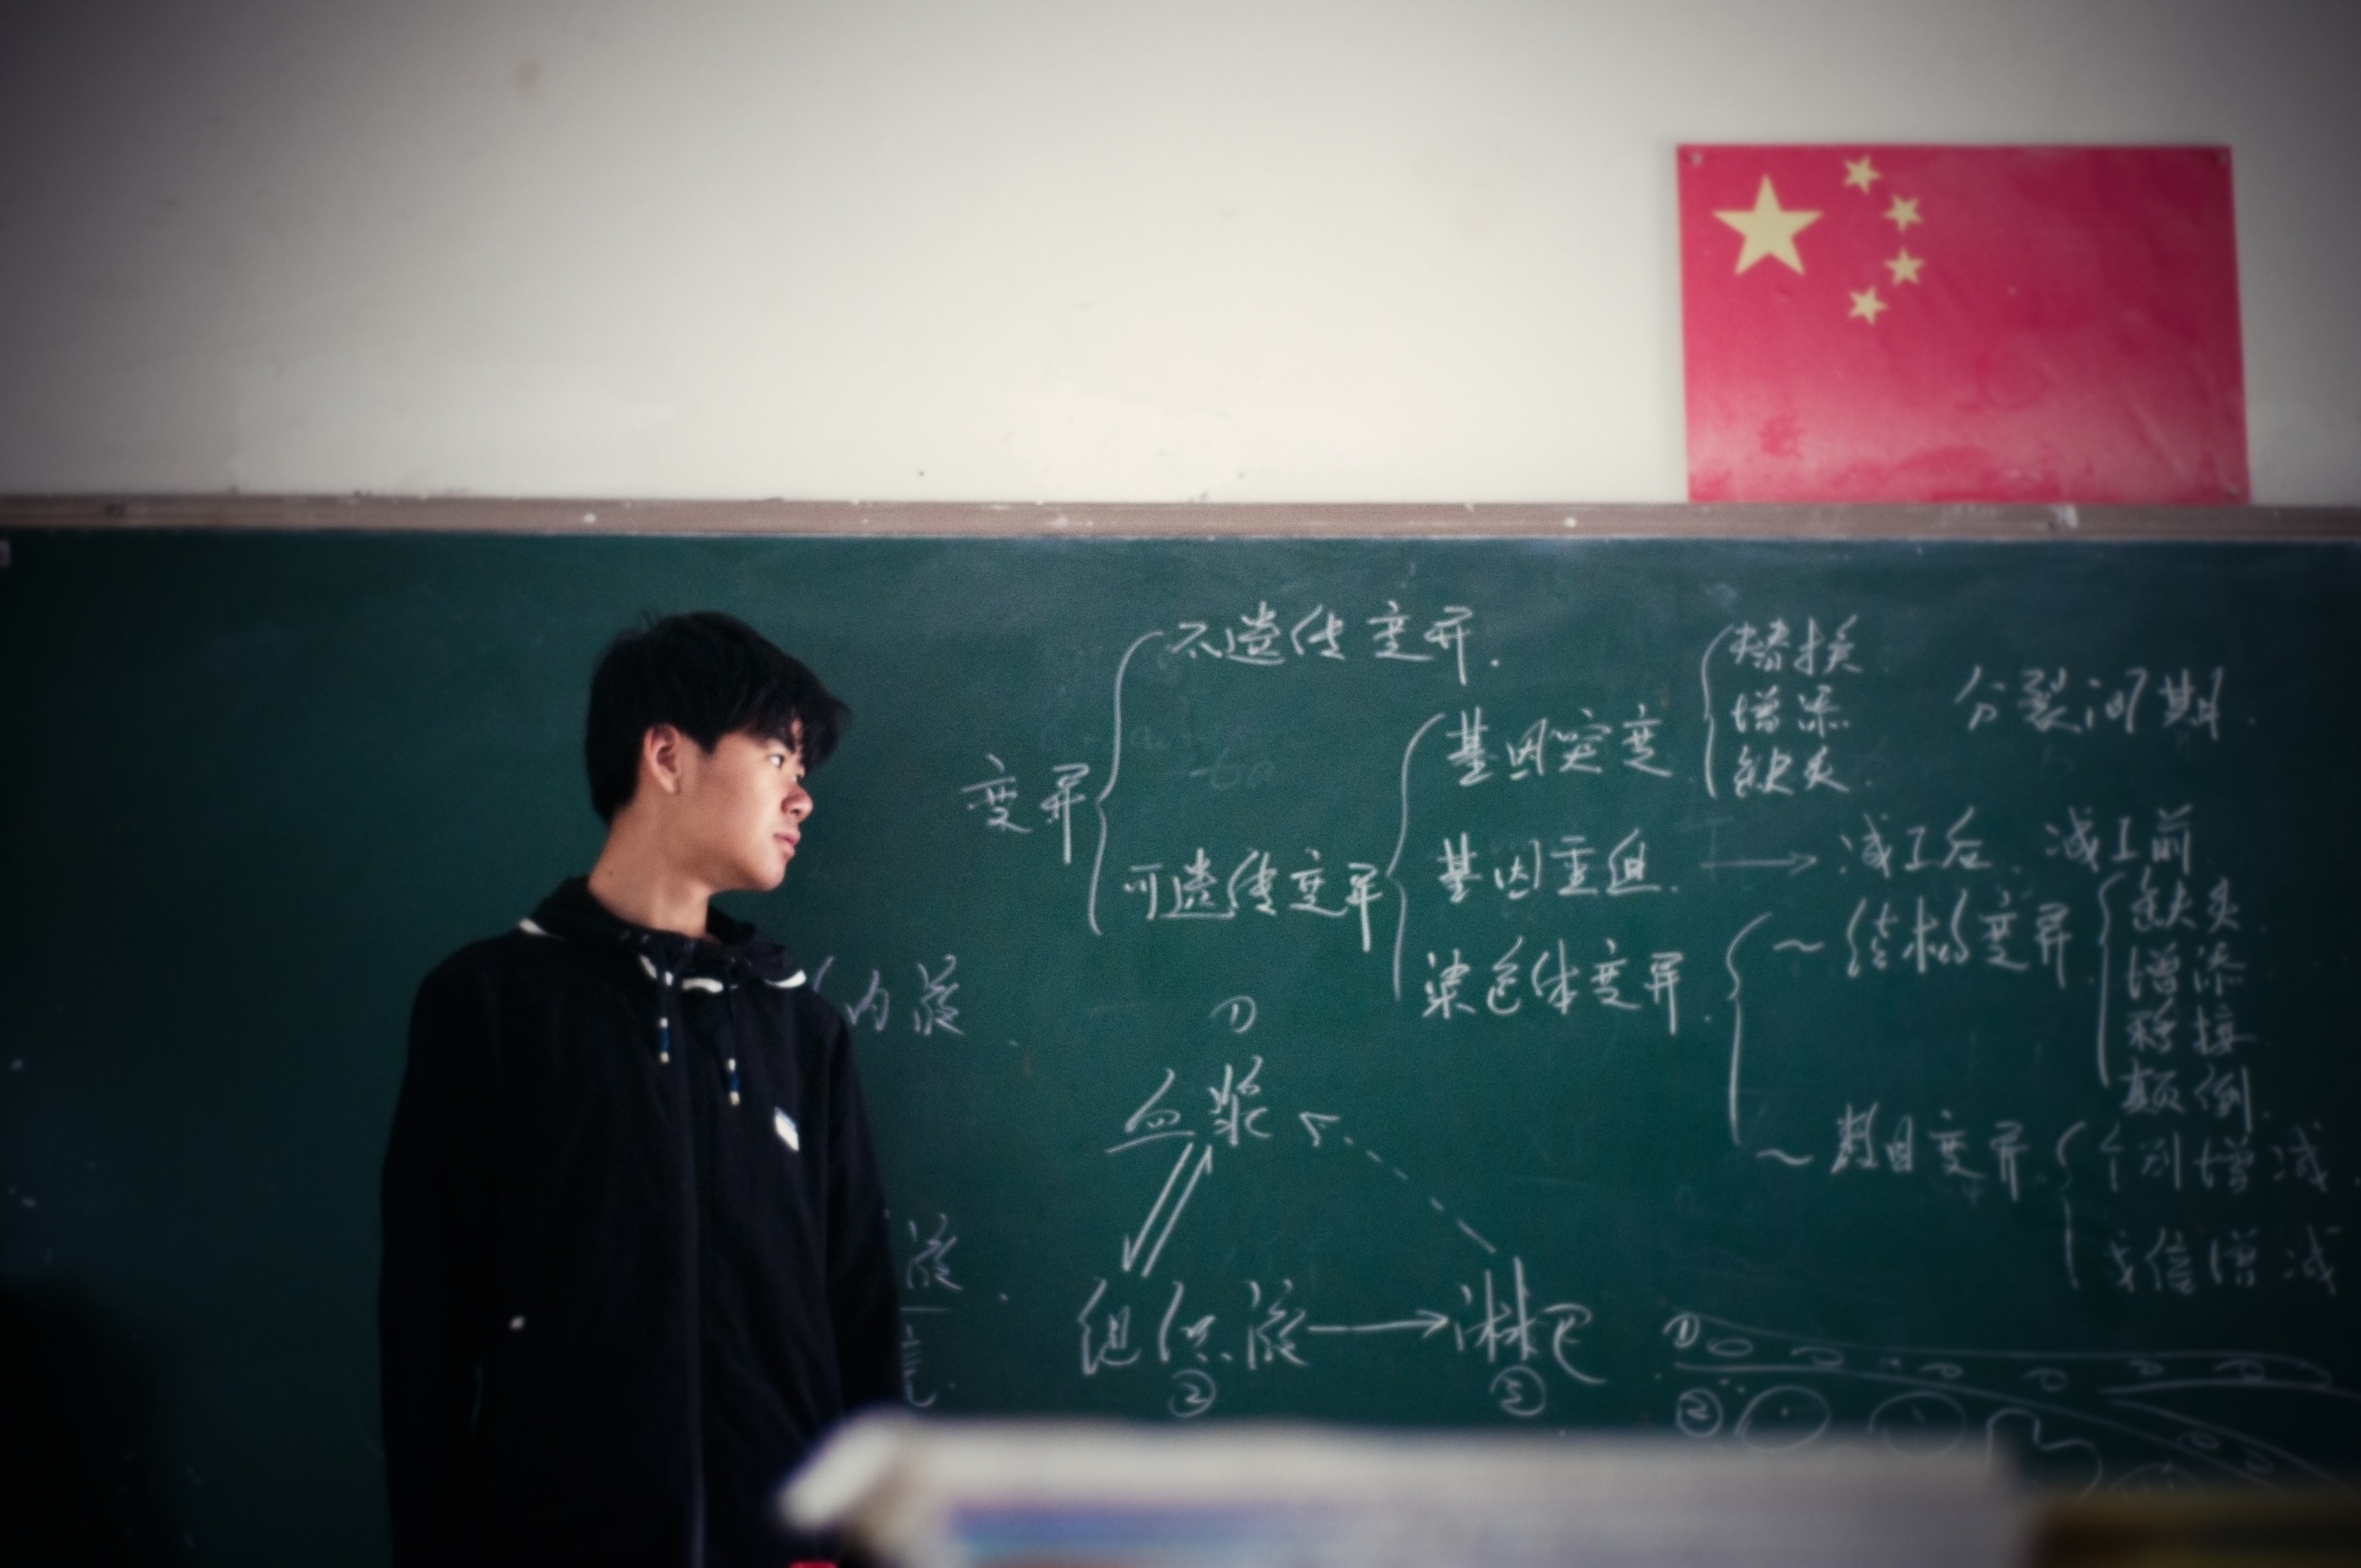 不遗传变异.
变异
可遗传变异
基因突变
替换
增添
缺失
分裂间期.
基因重组. → 减I后. 减I前
染色体变异.
~结构变异
缺失
增添
移接
颠倒.
~数目变异
个别增减.
成倍增减
内液.
①
血浆
液.
组织液 → 淋巴
② ③
①
②